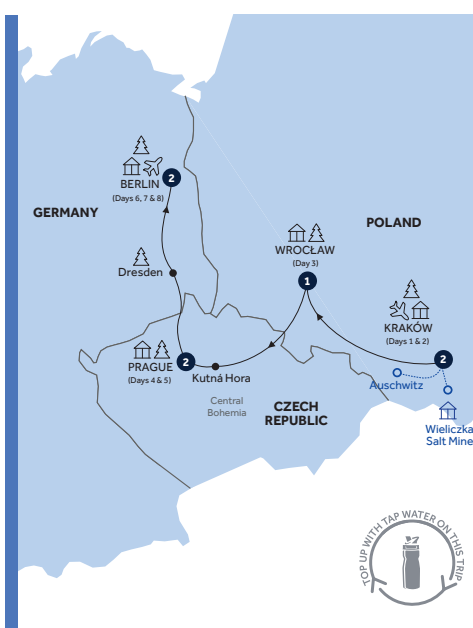 BERLIN
2
(Days 6, 7 & 8)
GERMANY
POLAND
WROCŁAW
(Day 3)
1
Dresden
KRAKÓW
(Days 1 & 2)
2
PRAGUE
(Days 4 & 5)
2
Kutná Hora
Auschwitz
Central
Bohemia
CZECH
REPUBLIC
Wieliczka
Salt Mine
TOP UP WITH TAP WATER ON THIS TRIP